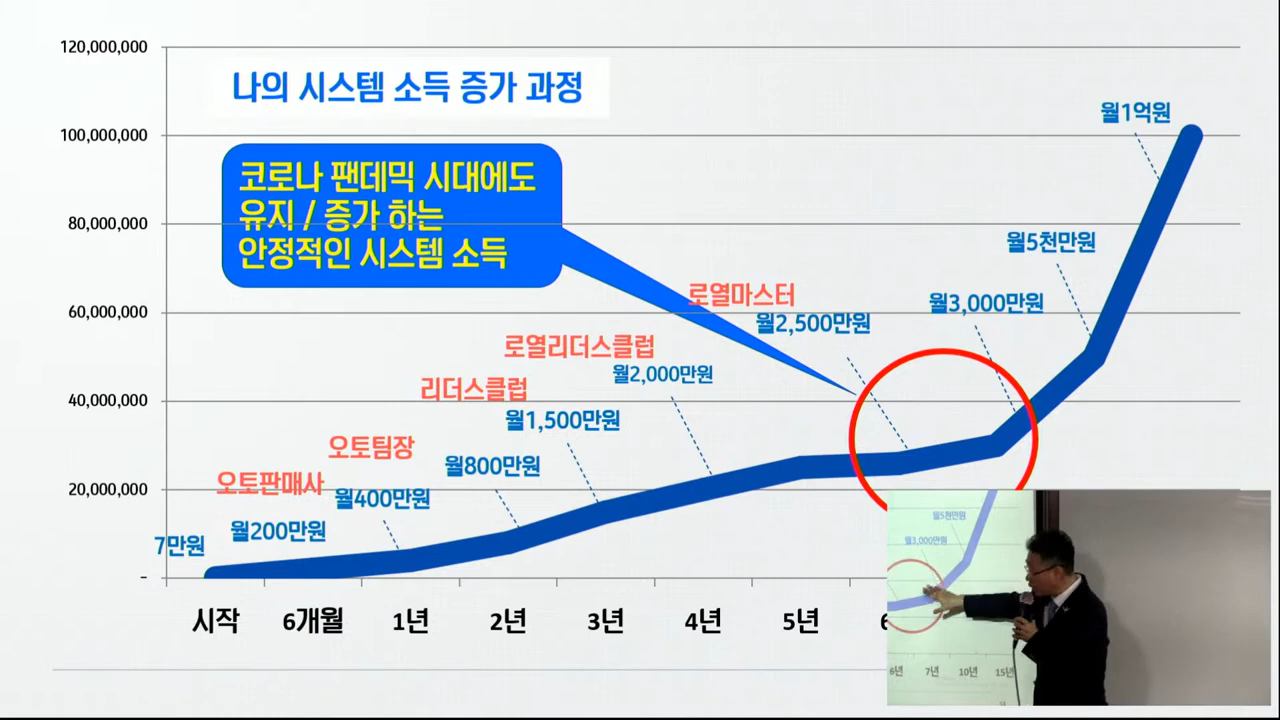 120,000,000
100,000,000
80,000,000
60,000,000
40,000,000
20,000,000
-
나의 시스템 소득 증가 과정
코로나 팬데믹 시대에도
유지 / 증가 하는
안정적인 시스템 소득
월1억원
월5천만원
월3,000만원
로열마스터
월2,500만원
로열리더스클럽
월2,000만원
리더스클럽
월1,500만원
오토팀장
월800만원
오토판매사
월400만원
월200만원
7만원
시작 6개월 1년 2년 3년 4년 5년 6
월5천만원
월3,000만원
6년 7년 10년 15년